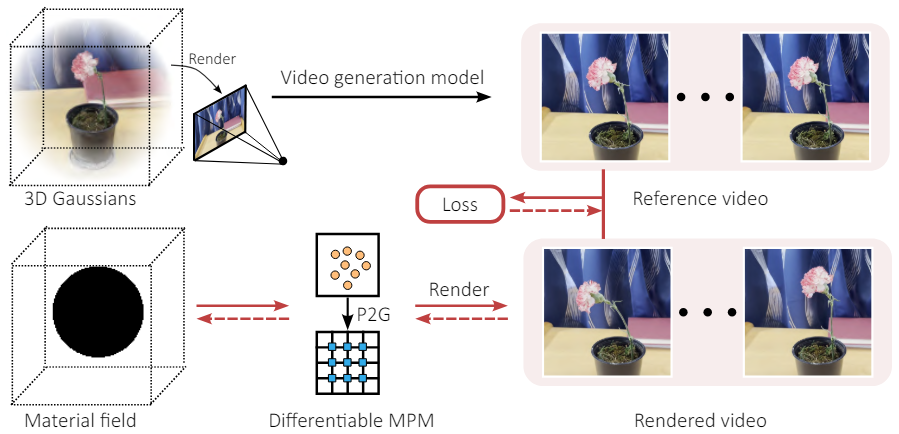 Render
Video generation model
3D Gaussians
Loss
Reference video
Render
P2G
Material field
Differentiable MPM
Rendered video